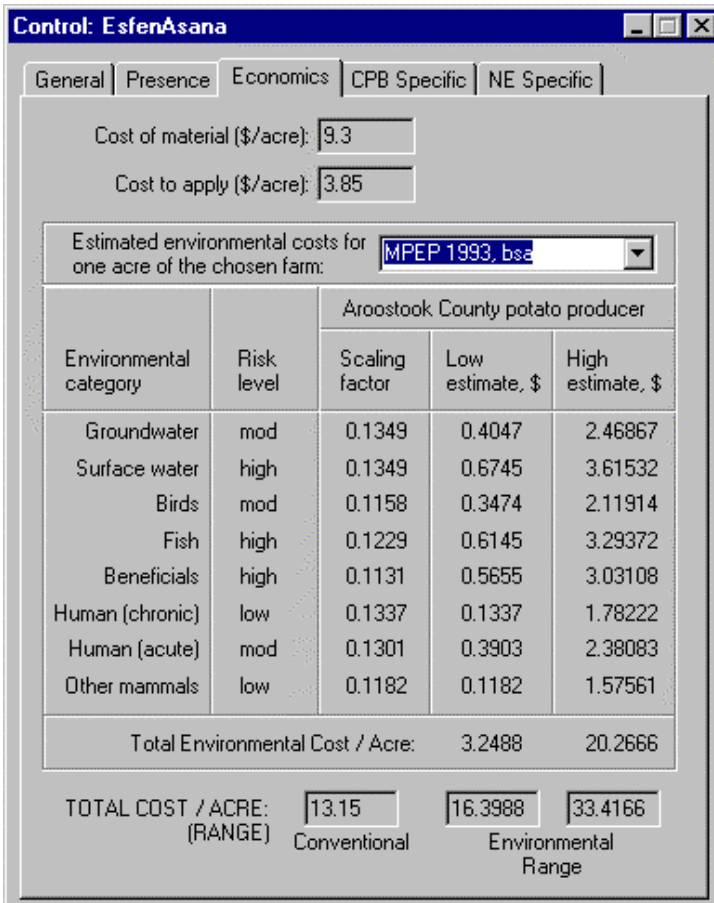 Control: EsfenAsana
General Presence Economics CPB Specific NE Specific
Cost of material ($/acre): 9.3
Cost to apply ($/acre): 3.85
Estimated environmental costs for
one acre of the chosen farm: MPEP 1993, bsa
Aroostook County potato producer
Environmental category Risk level Scaling factor Low estimate, $ High estimate, $
Groundwater mod 0.1349 0.4047 2.46867
Surface water high 0.1349 0.6745 3.61532
Birds mod 0.1158 0.3474 2.11914
Fish high 0.1229 0.6145 3.29372
Beneficials high 0.1131 0.5655 3.03108
Human (chronic) low 0.1337 0.1337 1.78222
Human (acute) mod 0.1301 0.3903 2.38083
Other mammals low 0.1182 0.1182 1.57561
Total Environmental Cost / Acre: 3.2488 20.2666
TOTAL COST / ACRE: 13.15 16.3988 33.4166
(RANGE) Conventional Environmental
Range